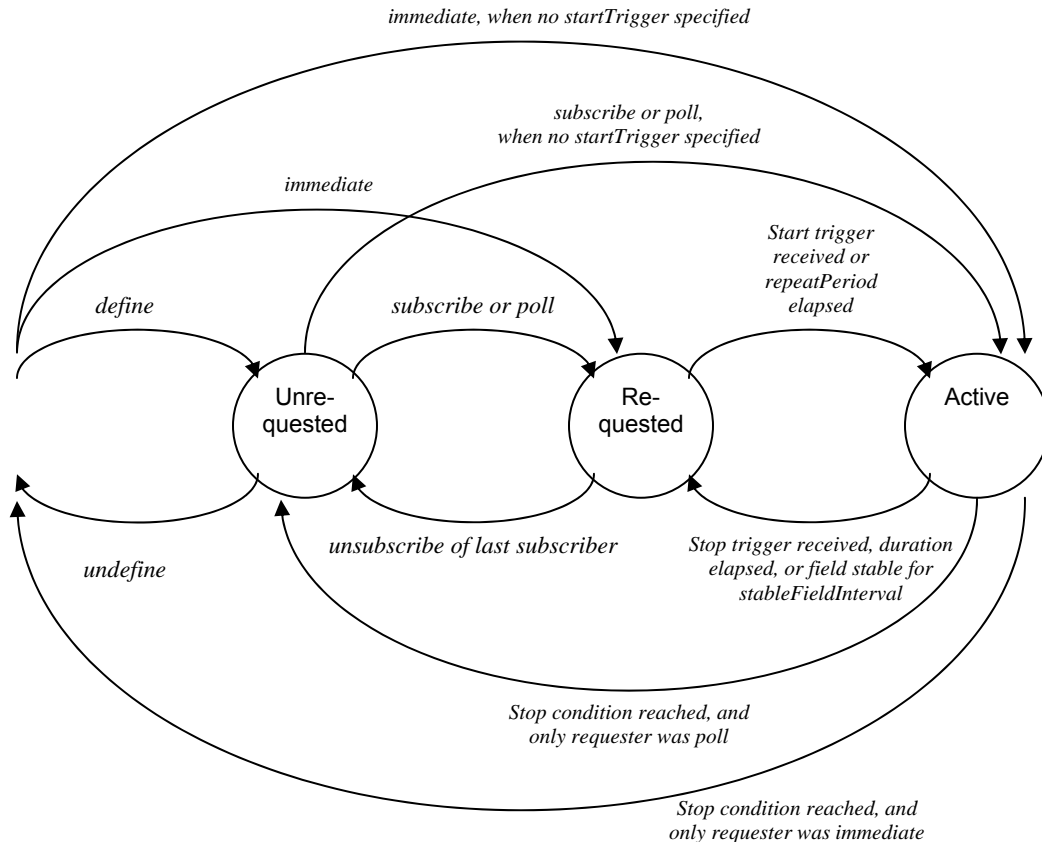 immediate, when no startTrigger specified
subscribe or poll,
when no startTrigger specified
immediate
Start trigger
received or
repeatPeriod
elapsed
define
subscribe or poll
Unre-
quested
Re-
quested
Active
undefine
unsubscribe of last subscriber
Stop trigger received, duration
elapsed, or field stable for
stableFieldInterval
Stop condition reached, and
only requester was poll
Stop condition reached, and
only requester was immediate